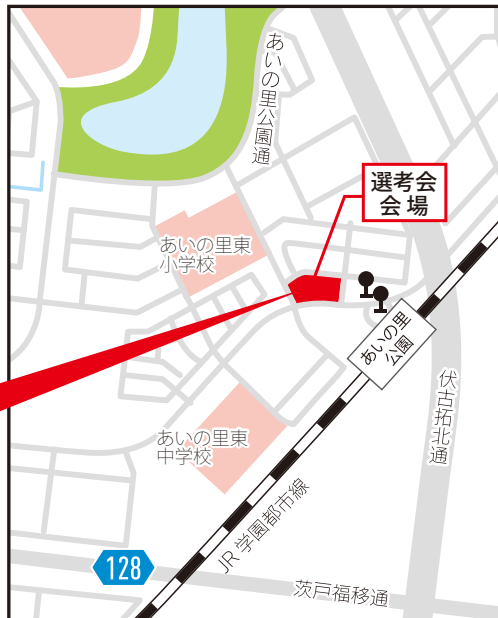 あいの里公園通
選考会
会場
あいの里東
小学校
あいの里
公園
伏古拓北通
あいの里東
中学校
JR 学園都市線
128
茨戸福移通